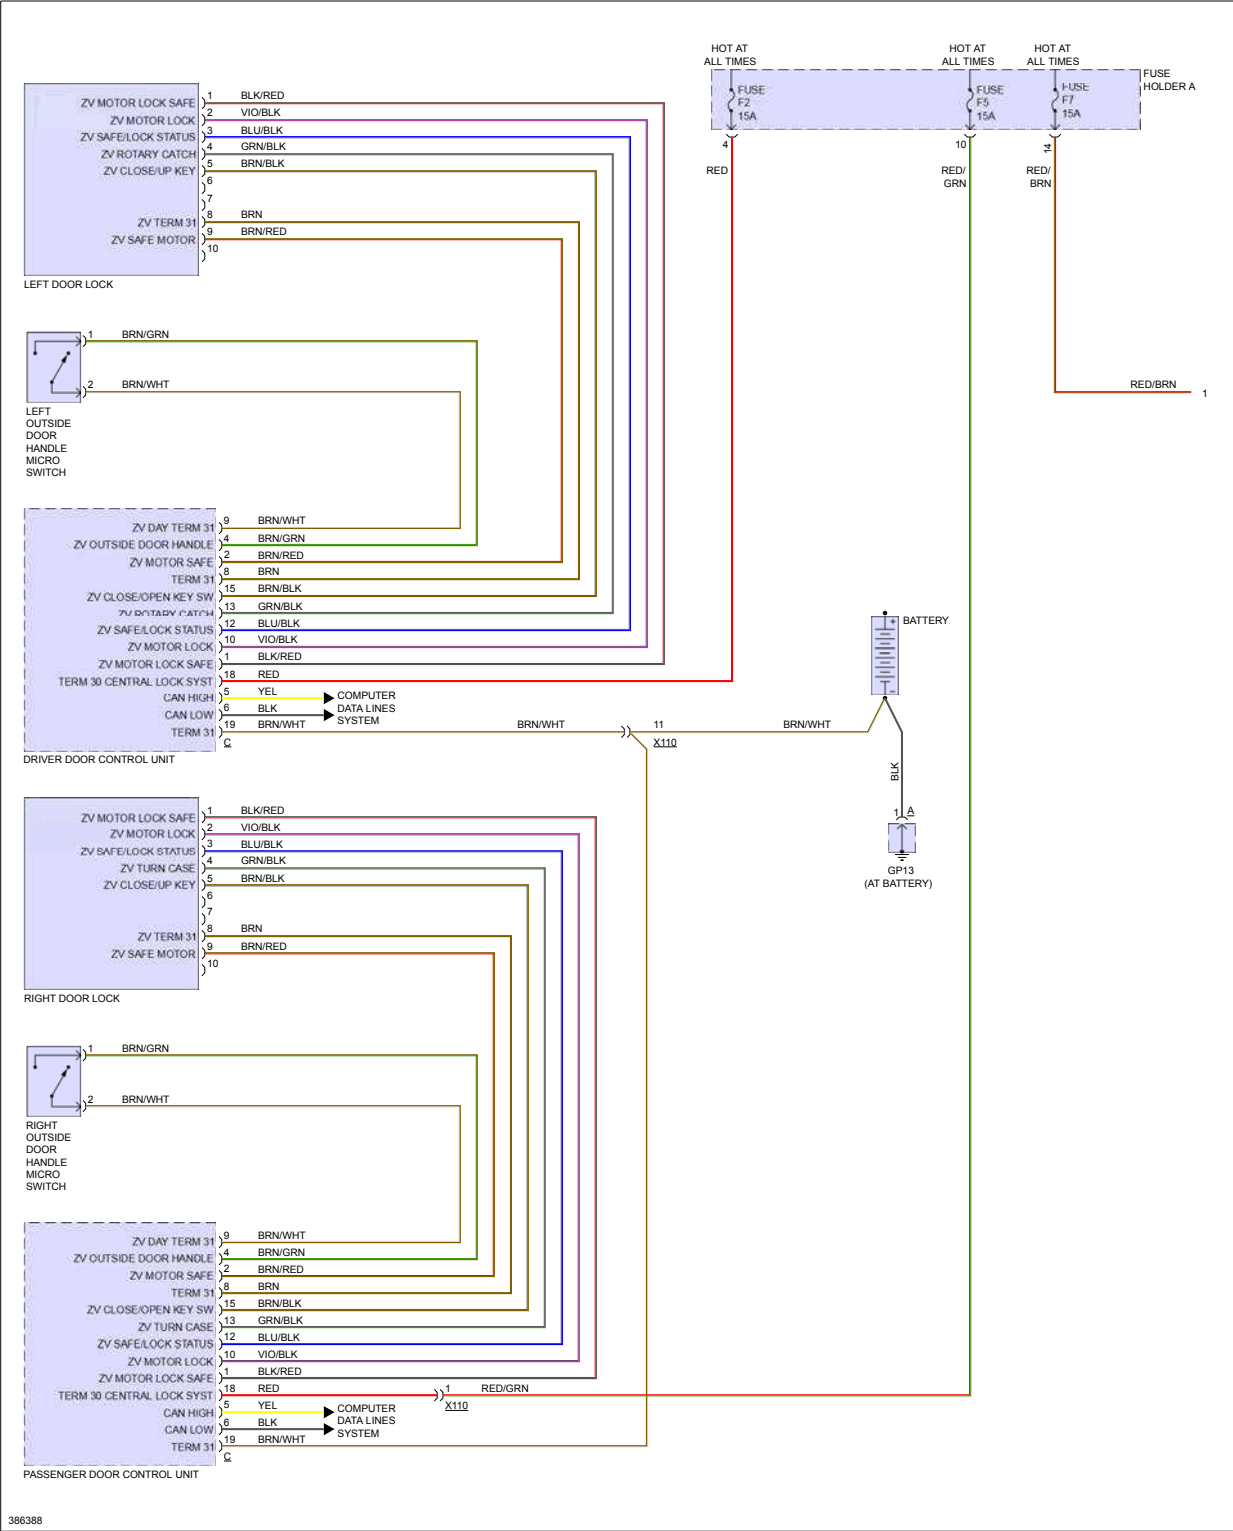 HOT AT
ALL TIMES
HOT AT
ALL TIMES
HOT AT
ALL TIMES
FUSE
HOLDER A
FUSE
F2
15A
FUSE
F5
15A
FUSE
F7
15A
4
10
14
RED
RED/
GRN
RED/
BRN
RED/BRN
1
ZV MOTOR LOCK SAFE 1 BLK/RED
ZV MOTOR LOCK 2 VIO/BLK
ZV SAFE/LOCK STATUS 3 BLU/BLK
ZV ROTARY CATCH 4 GRN/BLK
ZV CLOSE/UP KEY 5 BRN/BLK
6
7
ZV TERM 31 8 BRN
ZV SAFE MOTOR 9 BRN/RED
10
LEFT DOOR LOCK
1 BRN/GRN
2 BRN/WHT
LEFT
OUTSIDE
DOOR
HANDLE
MICRO
SWITCH
ZV DAY TERM 31 9 BRN/WHT
ZV OUTSIDE DOOR HANDLE 4 BRN/GRN
ZV MOTOR SAFE 2 BRN/RED
TERM 31 8 BRN
ZV CLOSE/OPEN KEY SW 15 BRN/BLK
ZV ROTARY CATCH 13 GRN/BLK
ZV SAFE/LOCK STATUS 12 BLU/BLK
ZV MOTOR LOCK 10 VIO/BLK
ZV MOTOR LOCK SAFE 1 BLK/RED
TERM 30 CENTRAL LOCK SYST 18 RED
CAN HIGH 5 YEL
CAN LOW 6 BLK
COMPUTER
DATA LINES
SYSTEM
TERM 31 19 BRN/WHT
C
BRN/WHT
11
X110
BRN/WHT
DRIVER DOOR CONTROL UNIT
BATTERY
+
-
BLK
1 A
GP13
(AT BATTERY)
ZV MOTOR LOCK SAFE 1 BLK/RED
ZV MOTOR LOCK 2 VIO/BLK
ZV SAFE/LOCK STATUS 3 BLU/BLK
ZV TURN CASE 4 GRN/BLK
ZV CLOSE/UP KEY 5 BRN/BLK
6
7
ZV TERM 31 8 BRN
ZV SAFE MOTOR 9 BRN/RED
10
RIGHT DOOR LOCK
1 BRN/GRN
2 BRN/WHT
RIGHT
OUTSIDE
DOOR
HANDLE
MICRO
SWITCH
ZV DAY TERM 31 9 BRN/WHT
ZV OUTSIDE DOOR HANDLE 4 BRN/GRN
ZV MOTOR SAFE 2 BRN/RED
TERM 31 8 BRN
ZV CLOSE/OPEN KEY SW 15 BRN/BLK
ZV TURN CASE 13 GRN/BLK
ZV SAFE/LOCK STATUS 12 BLU/BLK
ZV MOTOR LOCK 10 VIO/BLK
ZV MOTOR LOCK SAFE 1 BLK/RED
TERM 30 CENTRAL LOCK SYST 18 RED
1
X110
RED/GRN
CAN HIGH 5 YEL
CAN LOW 6 BLK
COMPUTER
DATA LINES
SYSTEM
TERM 31 19 BRN/WHT
C
PASSENGER DOOR CONTROL UNIT
386388